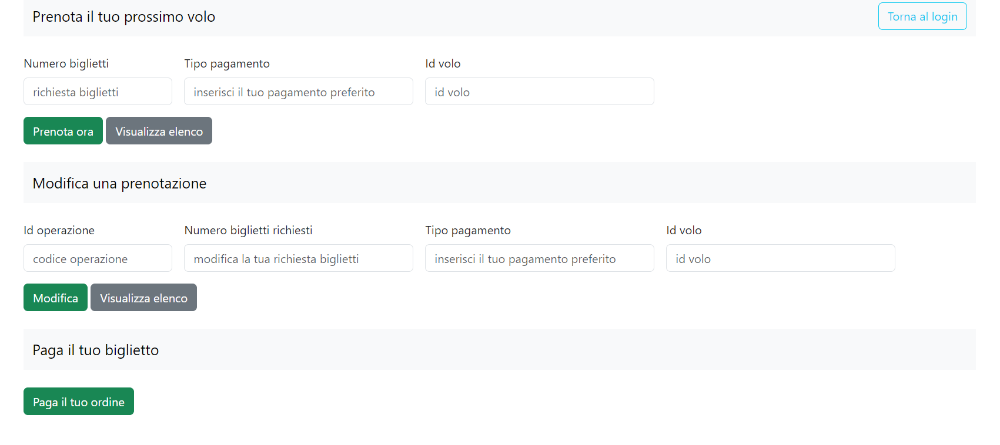 Prenota il tuo prossimo volo
Torna al login
Numero biglietti
Tipo pagamento
Id volo
richiesta biglietti
inserisci il tuo pagamento preferito
id volo
Prenota ora
Visualizza elenco
Modifica una prenotazione
Id operazione
Numero biglietti richiesti
Tipo pagamento
Id volo
codice operazione
modifica la tua richiesta biglietti
inserisci il tuo pagamento preferito
id volo
Modifica
Visualizza elenco
Paga il tuo biglietto
Paga il tuo ordine